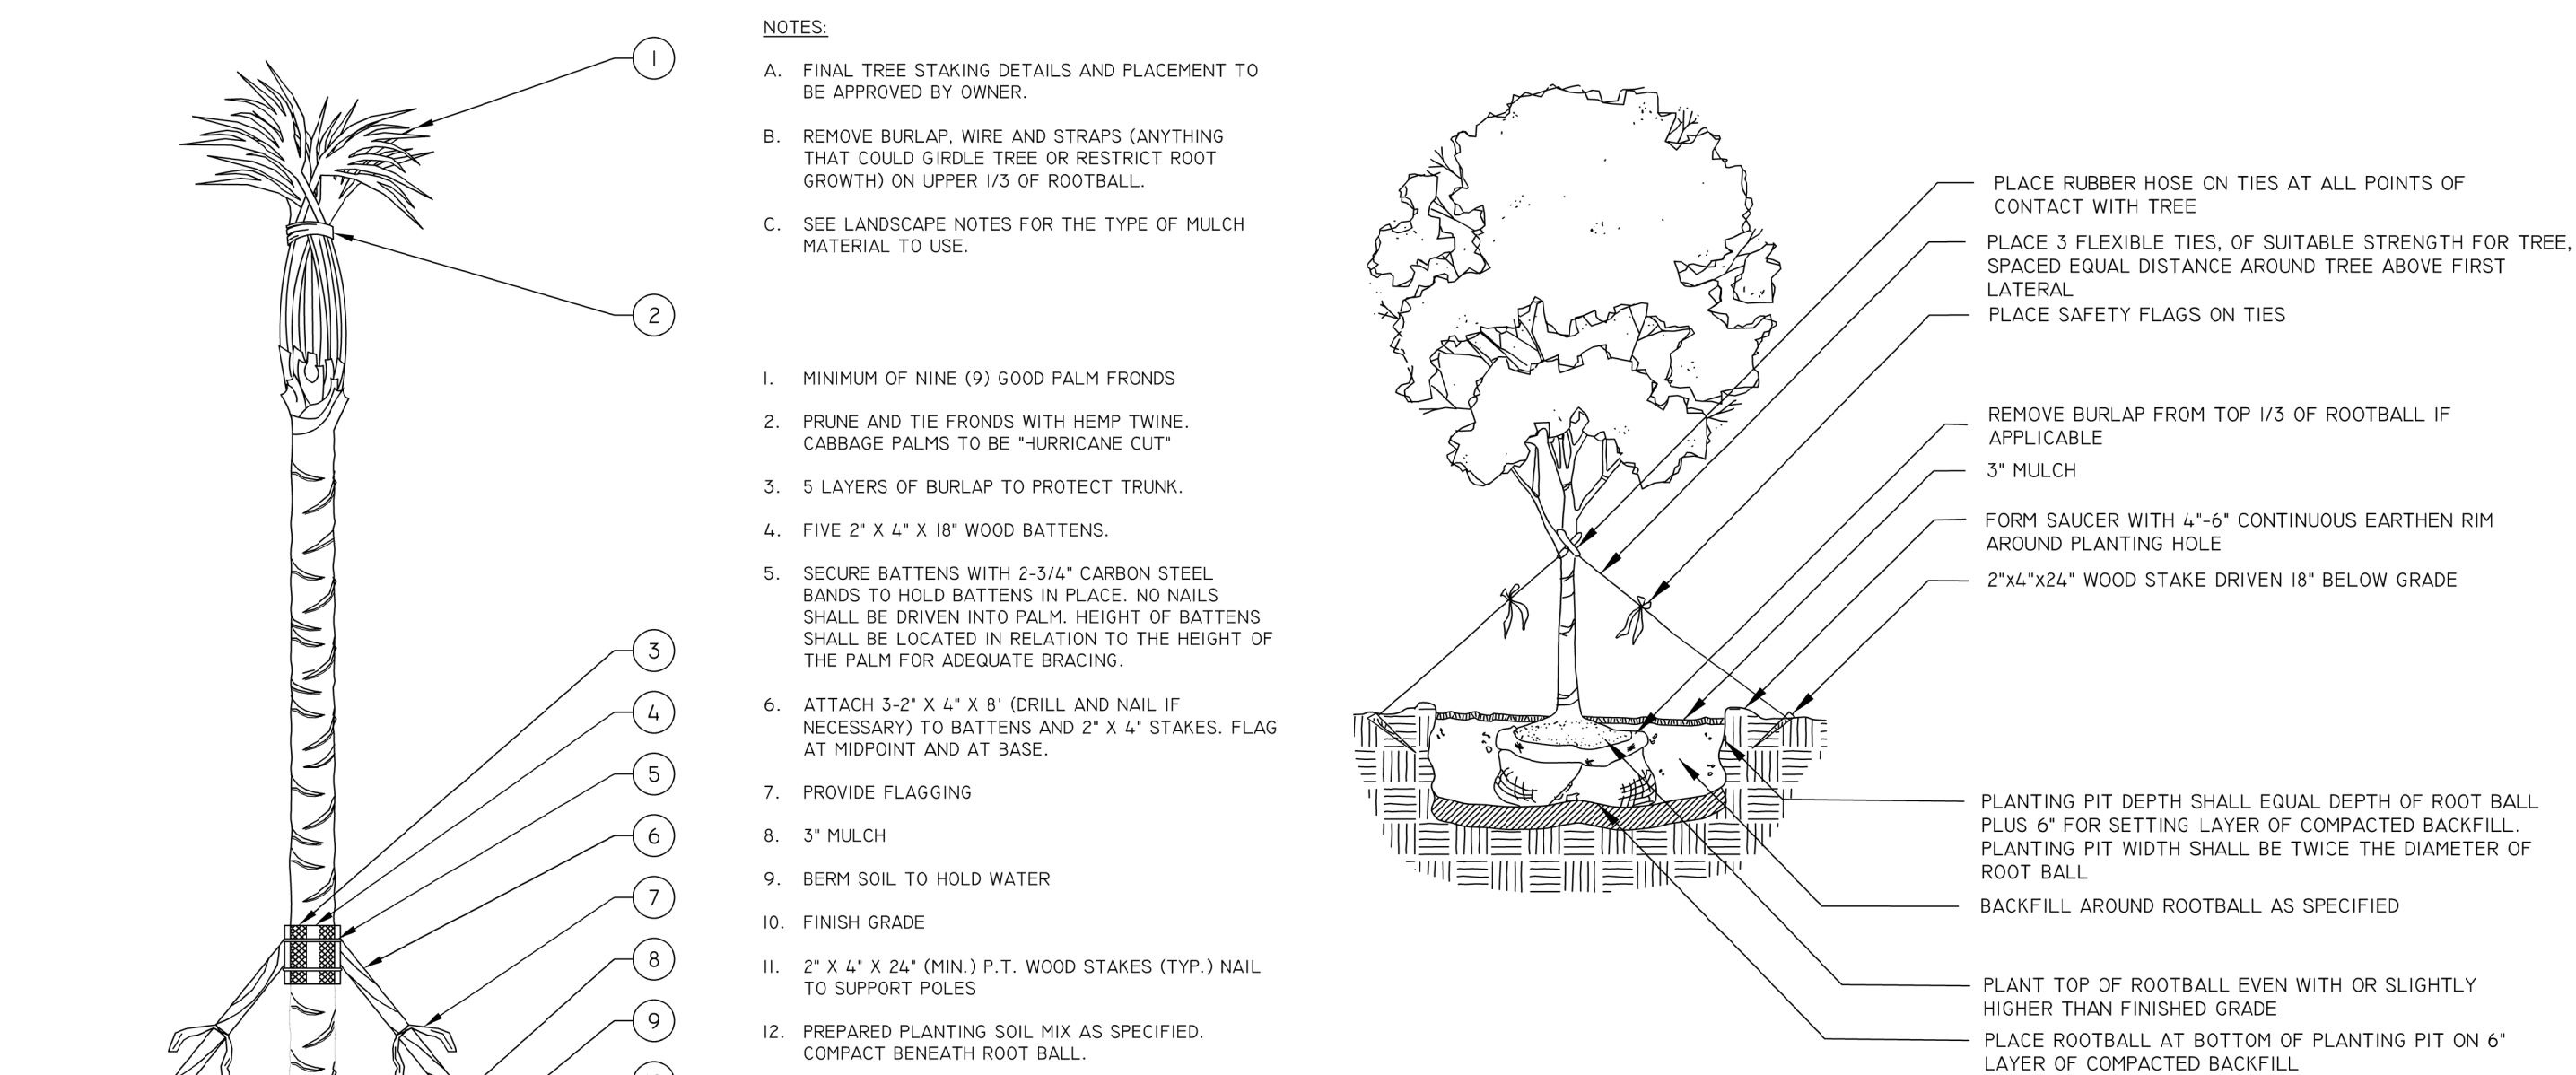 1
2
3
4
5
6
7
8
9
NOTES:
A. FINAL TREE STAKING DETAILS AND PLACEMENT TO
BE APPROVED BY OWNER.
B. REMOVE BURLAP, WIRE AND STRAPS (ANYTHING
THAT COULD GIRDLE TREE OR RESTRICT ROOT
GROWTH) ON UPPER 1/3 OF ROOTBALL.
C. SEE LANDSCAPE NOTES FOR THE TYPE OF MULCH
MATERIAL TO USE.
1. MINIMUM OF NINE (9) GOOD PALM FRONDS
2. PRUNE AND TIE FRONDS WITH HEMP TWINE.
CABBAGE PALMS TO BE "HURRICANE CUT"
3. 5 LAYERS OF BURLAP TO PROTECT TRUNK.
4. FIVE 2" X 4" X 18" WOOD BATTENS.
5. SECURE BATTENS WITH 2-3/4" CARBON STEEL
BANDS TO HOLD BATTENS IN PLACE. NO NAILS
SHALL BE DRIVEN INTO PALM. HEIGHT OF BATTENS
SHALL BE LOCATED IN RELATION TO THE HEIGHT OF
THE PALM FOR ADEQUATE BRACING.
6. ATTACH 3-2" X 4" X 8' (DRILL AND NAIL IF
NECESSARY) TO BATTENS AND 2" X 4" STAKES. FLAG
AT MIDPOINT AND AT BASE.
7. PROVIDE FLAGGING
8. 3" MULCH
9. BERM SOIL TO HOLD WATER
10. FINISH GRADE
11. 2" X 4" X 24" (MIN.) P.T. WOOD STAKES (TYP.) NAIL
TO SUPPORT POLES
12. PREPARED PLANTING SOIL MIX AS SPECIFIED.
COMPACT BENEATH ROOT BALL.
PLACE RUBBER HOSE ON TIES AT ALL POINTS OF
CONTACT WITH TREE
PLACE 3 FLEXIBLE TIES, OF SUITABLE STRENGTH FOR TREE,
SPACED EQUAL DISTANCE AROUND TREE ABOVE FIRST
LATERAL
PLACE SAFETY FLAGS ON TIES
REMOVE BURLAP FROM TOP 1/3 OF ROOTBALL IF
APPLICABLE
3" MULCH
FORM SAUCER WITH 4"-6" CONTINUOUS EARTHEN RIM
AROUND PLANTING HOLE
2"x4"x24" WOOD STAKE DRIVEN 18" BELOW GRADE
PLANTING PIT DEPTH SHALL EQUAL DEPTH OF ROOT BALL
PLUS 6" FOR SETTING LAYER OF COMPACTED BACKFILL.
PLANTING PIT WIDTH SHALL BE TWICE THE DIAMETER OF
ROOT BALL
BACKFILL AROUND ROOTBALL AS SPECIFIED
PLANT TOP OF ROOTBALL EVEN WITH OR SLIGHTLY
HIGHER THAN FINISHED GRADE
PLACE ROOTBALL AT BOTTOM OF PLANTING PIT ON 6"
LAYER OF COMPACTED BACKFILL